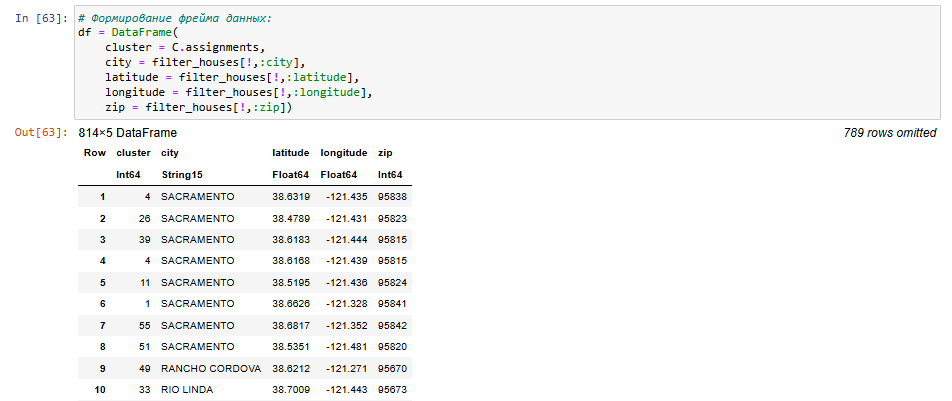 In [63]: # Формирование фрейма данных:
df = DataFrame(
cluster = C.assignments,
city = filter_houses[!,:city],
latitude = filter_houses[!,:latitude],
longitude = filter_houses[!,:longitude],
zip = filter_houses[!,:zip])
Out[63]: 814×5 DataFrame 789 rows omitted
Row cluster city latitude longitude zip
Int64 String15 Float64 Float64 Int64
1 4 SACRAMENTO 38.6319 -121.435 95838
2 26 SACRAMENTO 38.4789 -121.431 95823
3 39 SACRAMENTO 38.6183 -121.444 95815
4 4 SACRAMENTO 38.6168 -121.439 95815
5 11 SACRAMENTO 38.5195 -121.436 95824
6 1 SACRAMENTO 38.6626 -121.328 95841
7 55 SACRAMENTO 38.6817 -121.352 95842
8 51 SACRAMENTO 38.5351 -121.481 95820
9 49 RANCHO CORDOVA 38.6212 -121.271 95670
10 33 RIO LINDA 38.7009 -121.443 95673